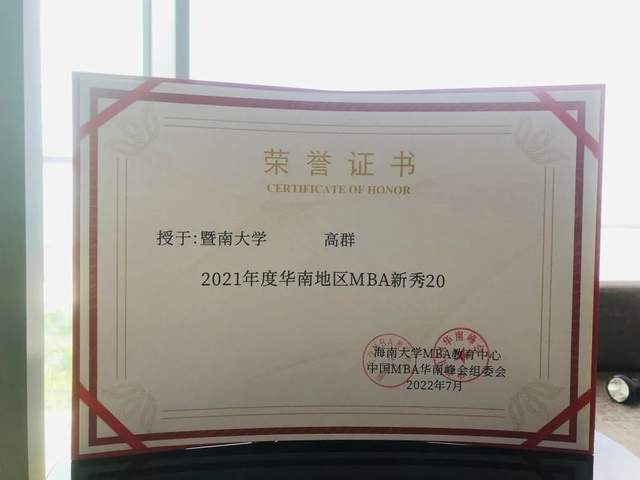 荣誉证书
CERTIFICATE OF HONOR
授于:暨南大学 高群
2021年度华南地区MBA新秀20
海南大学MBA教育中心
中国MBA华南峰会组委会
2022年7月